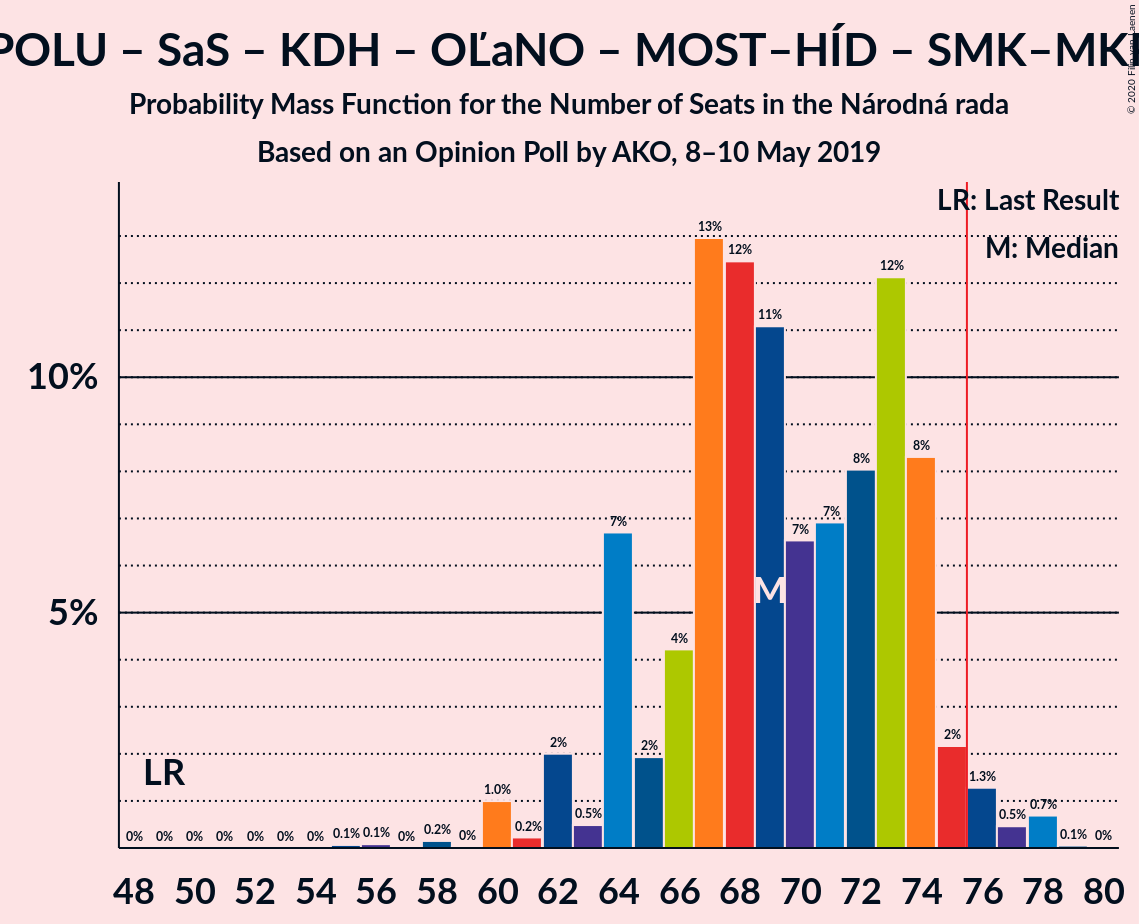 POLU – SaS – KDH – OĽaNO – MOST–HÍD – SMK–MK
Probability Mass Function for the Number of Seats in the Národná rada
Based on an Opinion Poll by AKO, 8–10 May 2019
© 2020 Filip van Laenen
LR: Last Result
M: Median
13%
12%
12%
11%
10%
8%
8%
7%
7%
7%
M
5%
4%
2%
2%
2%
LR
1.0%
1.3%
0% 0% 0% 0% 0% 0% 0% 0.1% 0.1% 0% 0.2% 0% 0.2% 0.5% 0.5% 0.7% 0.1% 0%
48 50 52 54 56 58 60 62 64 66 68 70 72 74 76 78 80